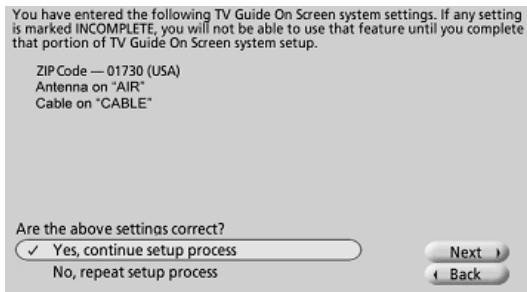 You have entered the following TV Guide On Screen system settings. If any setting
is marked INCOMPLETE, you will not be able to use that feature until you complete
that portion of TV Guide On Screen system setup.
ZIP Code — 01730 (USA)
Antenna on “AIR”
Cable on “CABLE”
Are the above settings correct?
✓ Yes, continue setup process
No, repeat setup process
Next
Back